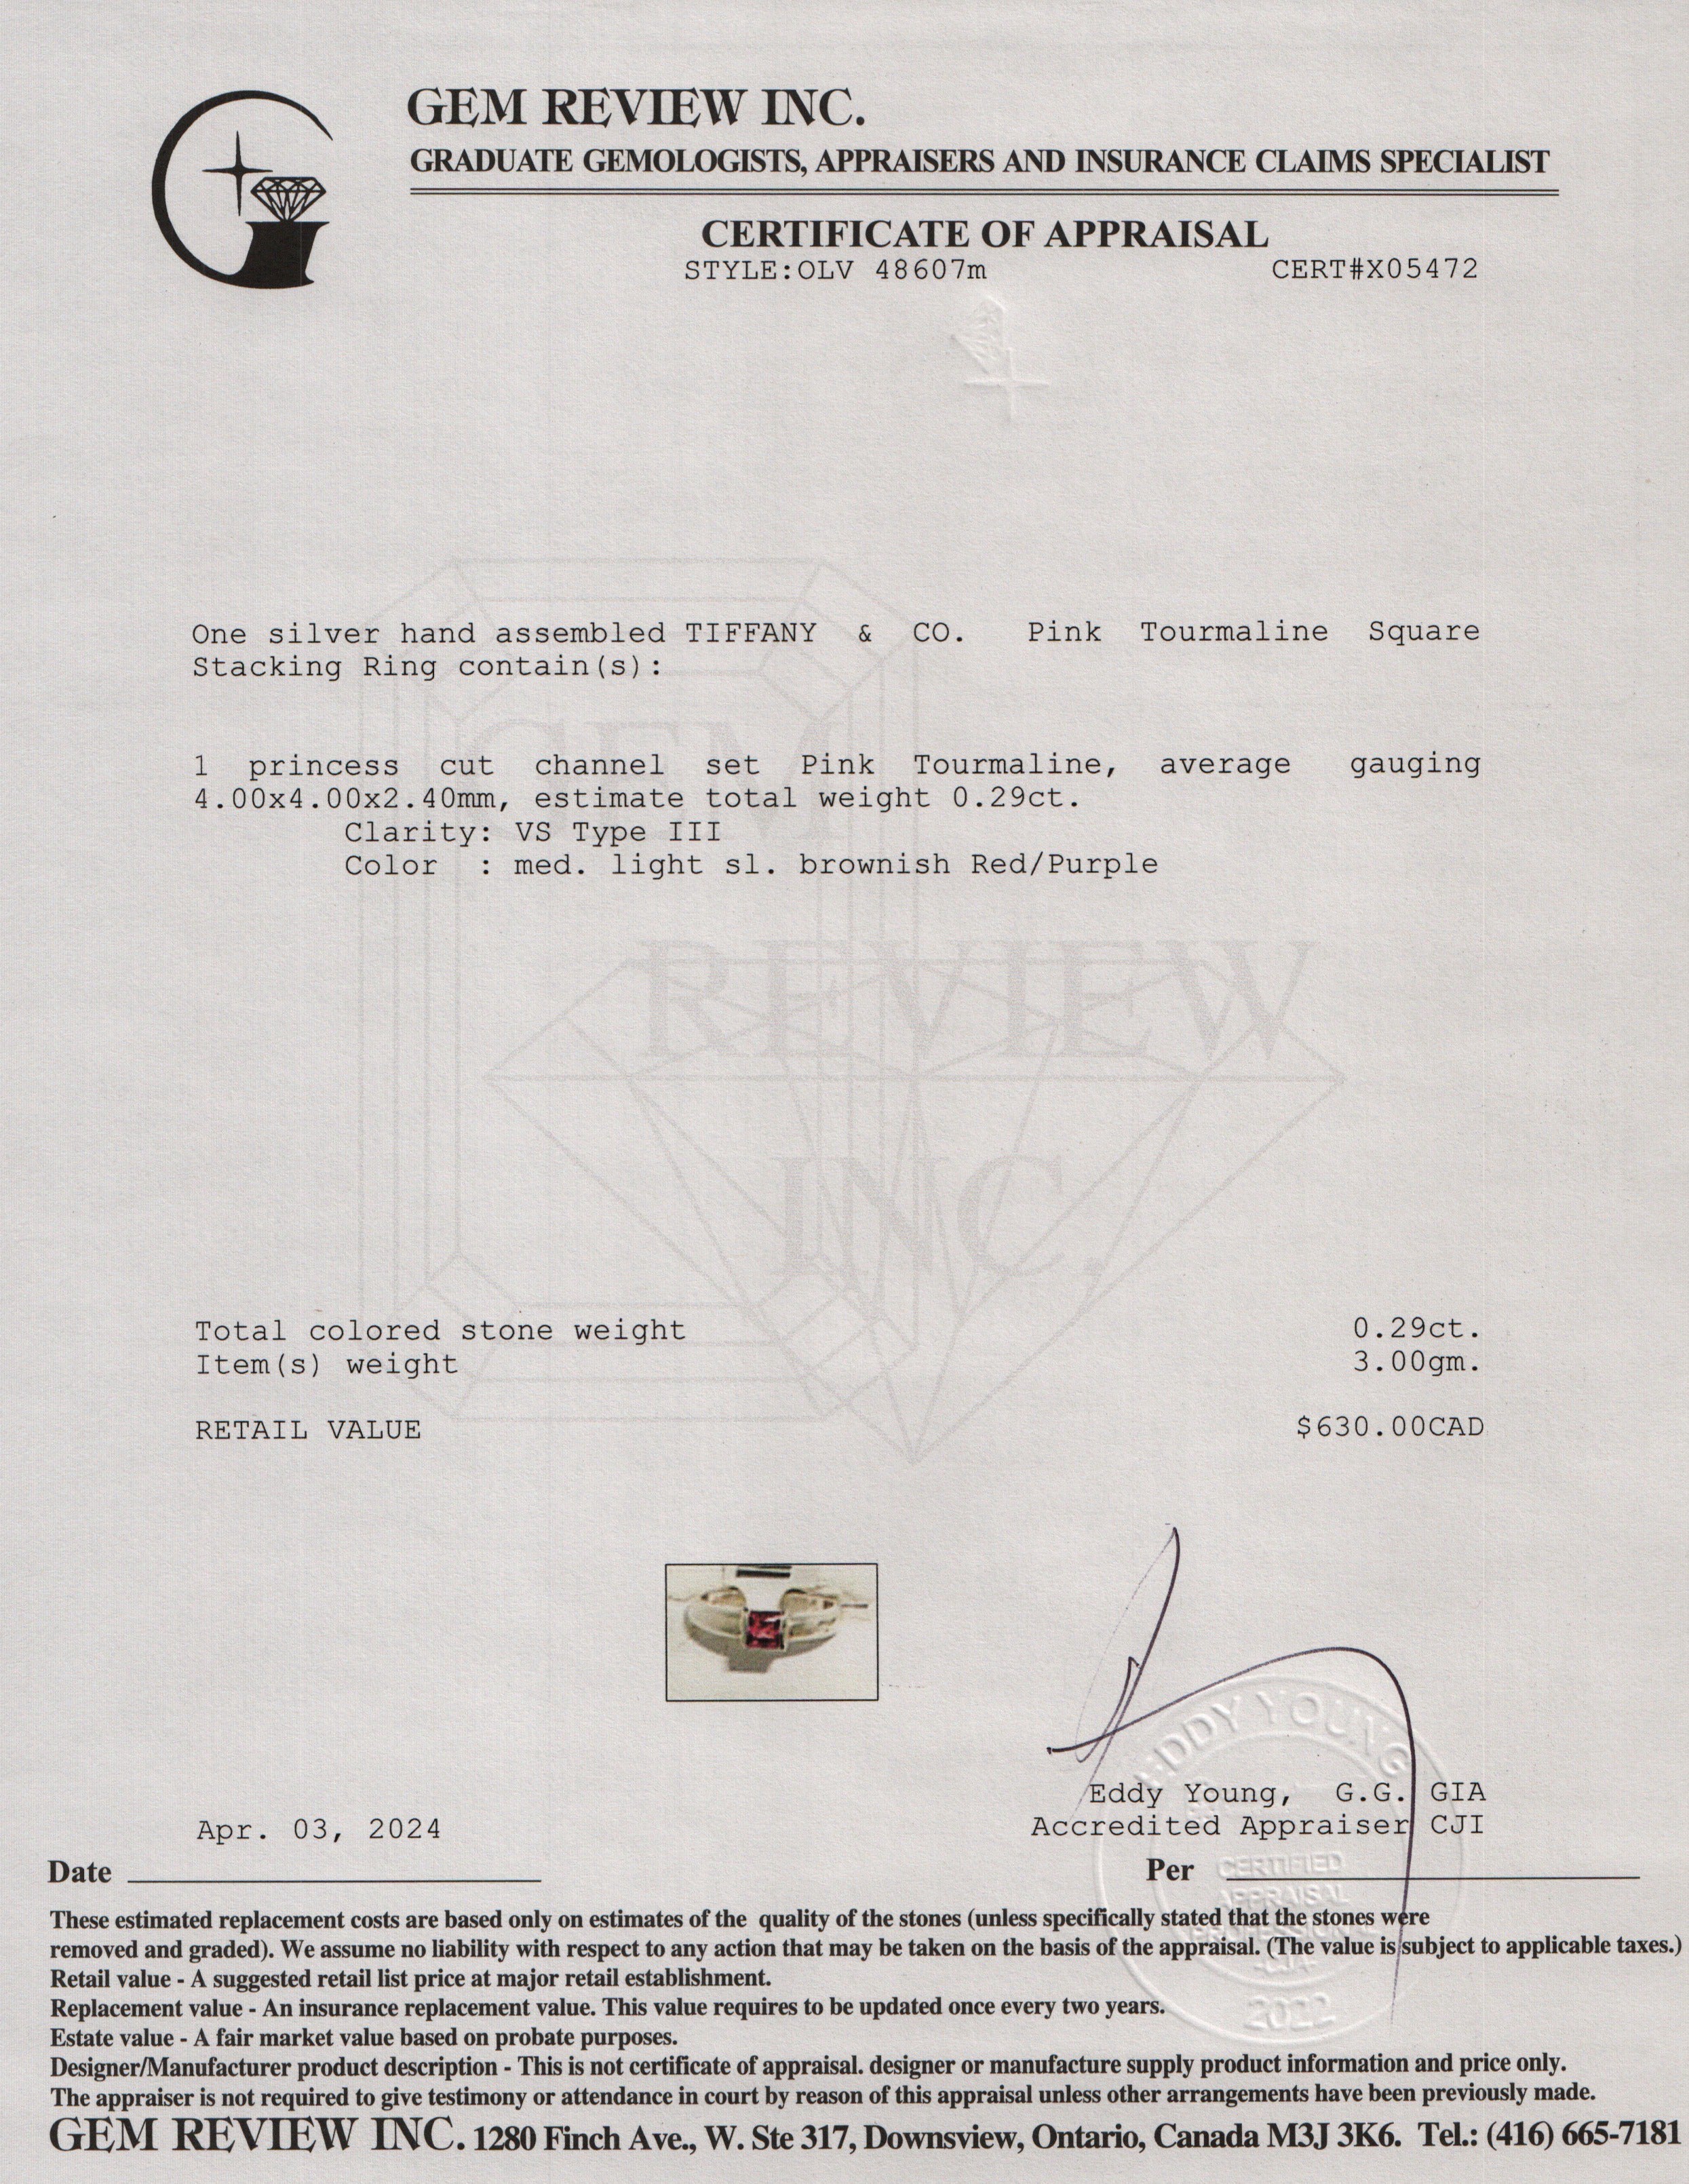 GEM REVIEW INC.
GRADUATE GEMOLOGISTS, APPRAISERS AND INSURANCE CLAIMS SPECIALIST
CERTIFICATE OF APPRAISAL
STYLE:OLV 48607m CERT#X05472
One silver hand assembled TIFFANY & CO. Pink Tourmaline Square
Stacking Ring contain(s):
GEM
1 princess cut channel set Pink Tourmaline, average gauging
4.00x4.00x2.40mm, estimate total weight 0.29ct.
Clarity: VS Type III
Color : med. light sl. brownish Red/Purple
REVIEW
INC.
Total colored stone weight 0.29ct.
Item(s) weight 3.00gm.
RETAIL VALUE $630.00CAD
EDDY YOUNG
Eddy Young, G.G. GIA
Accredited Appraiser CJI
Apr. 03, 2024
Date
Per
CERTIFIED
APPRAISAL
PROFESSIONAL
2022
These estimated replacement costs are based only on estimates of the quality of the stones (unless specifically stated that the stones were
removed and graded). We assume no liability with respect to any action that may be taken on the basis of the appraisal. (The value is subject to applicable taxes.)
Retail value - A suggested retail list price at major retail establishment.
Replacement value - An insurance replacement value. This value requires to be updated once every two years.
Estate value - A fair market value based on probate purposes.
Designer/Manufacturer product description - This is not certificate of appraisal. designer or manufacture supply product information and price only.
The appraiser is not required to give testimony or attendance in court by reason of this appraisal unless other arrangements have been previously made.
GEM REVIEW INC. 1280 Finch Ave., W. Ste 317, Downsview, Ontario, Canada M3J 3K6. Tel.: (416) 665-7181